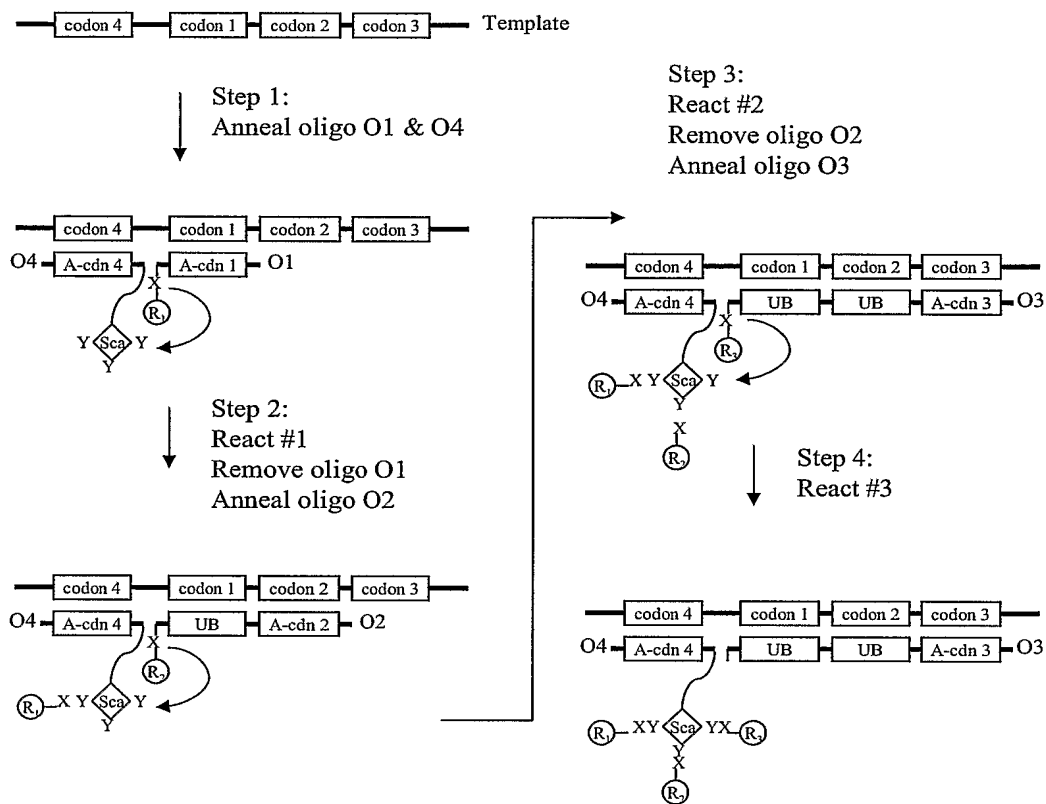 codon 4 codon 1 codon 2 codon 3 Template
Step 1:
Anneal oligo O1 & O4
codon 4 codon 1 codon 2 codon 3
O4 A-cdn 4 A-cdn 1 O1
X
R₁
Y Sca Y
Y
Step 2:
React #1
Remove oligo O1
Anneal oligo O2
codon 4 codon 1 codon 2 codon 3
O4 A-cdn 4 UB A-cdn 2 O2
X
R₂
R₁ X Y Sca Y
Y
Step 3:
React #2
Remove oligo O2
Anneal oligo O3
codon 4 codon 1 codon 2 codon 3
O4 A-cdn 4 UB UB A-cdn 3 O3
X
R₃
R₁ X Y Sca Y
Y
X
R₂
Step 4:
React #3
codon 4 codon 1 codon 2 codon 3
O4 A-cdn 4 UB UB A-cdn 3 O3
R₁ XY Sca YX R₃
Y
X
R₂